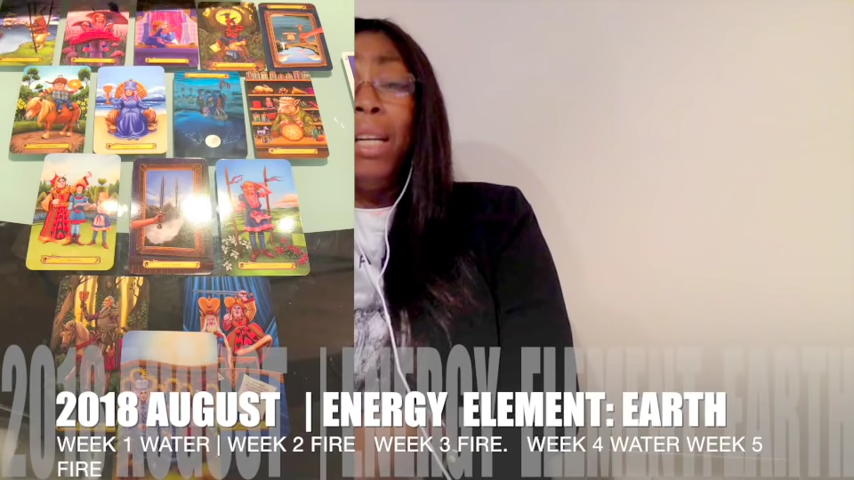 2018 AUGUST | ENERGY ELEMENT: EARTH
WEEK 1 WATER | WEEK 2 FIRE WEEK 3 FIRE. WEEK 4 WATER WEEK 5
FIRE